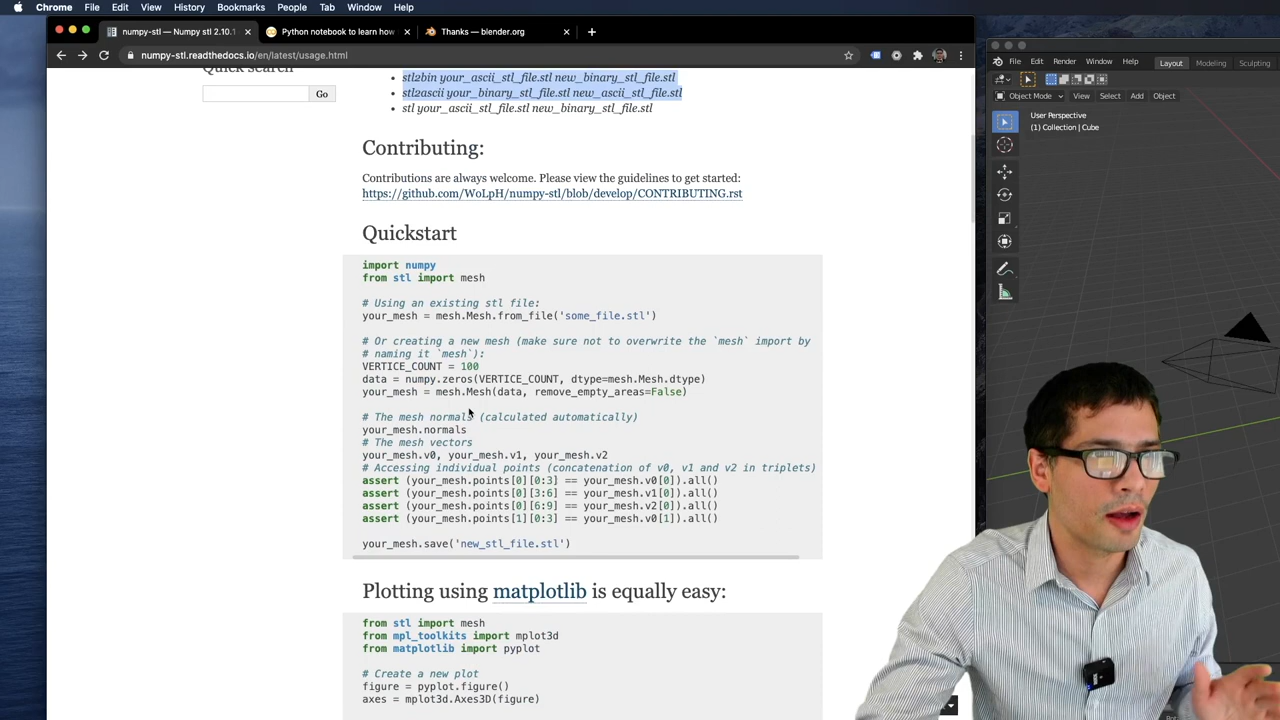 Chrome File Edit View History Bookmarks People Tab Window Help
numpy-stl — Numpy stl 2.10.1
Python notebook to learn how
Thanks — blender.org
numpy-stl.readthedocs.io/en/latest/usage.html
Quick search
Go
stl2bin your_ascii_stl_file.stl new_binary_stl_file.stl
stl2ascii your_binary_stl_file.stl new_ascii_stl_file.stl
stl your_ascii_stl_file.stl new_binary_stl_file.stl
Contributing:
Contributions are always welcome. Please view the guidelines to get started:
https://github.com/WoLpH/numpy-stl/blob/develop/CONTRIBUTING.rst
Quickstart
import numpy
from stl import mesh
# Using an existing stl file:
your_mesh = mesh.Mesh.from_file('some_file.stl')
# Or creating a new mesh (make sure not to overwrite the `mesh` import by
# naming it `mesh`):
VERTICE_COUNT = 100
data = numpy.zeros(VERTICE_COUNT, dtype=mesh.Mesh.dtype)
your_mesh = mesh.Mesh(data, remove_empty_areas=False)
# The mesh normals (calculated automatically)
your_mesh.normals
# The mesh vectors
your_mesh.v0, your_mesh.v1, your_mesh.v2
# Accessing individual points (concatenation of v0, v1 and v2 in triplets)
assert (your_mesh.points[0][0:3] == your_mesh.v0[0]).all()
assert (your_mesh.points[0][3:6] == your_mesh.v1[0]).all()
assert (your_mesh.points[0][6:9] == your_mesh.v2[0]).all()
assert (your_mesh.points[1][0:3] == your_mesh.v0[1]).all()
your_mesh.save('new_stl_file.stl')
Plotting using matplotlib is equally easy:
from stl import mesh
from mpl_toolkits import mplot3d
from matplotlib import pyplot
# Create a new plot
figure = pyplot.figure()
axes = mplot3d.Axes3D(figure)
File Edit Render Window Help Layout Modeling Sculpting
Object Mode View Select Add Object
User Perspective
(1) Collection | Cube